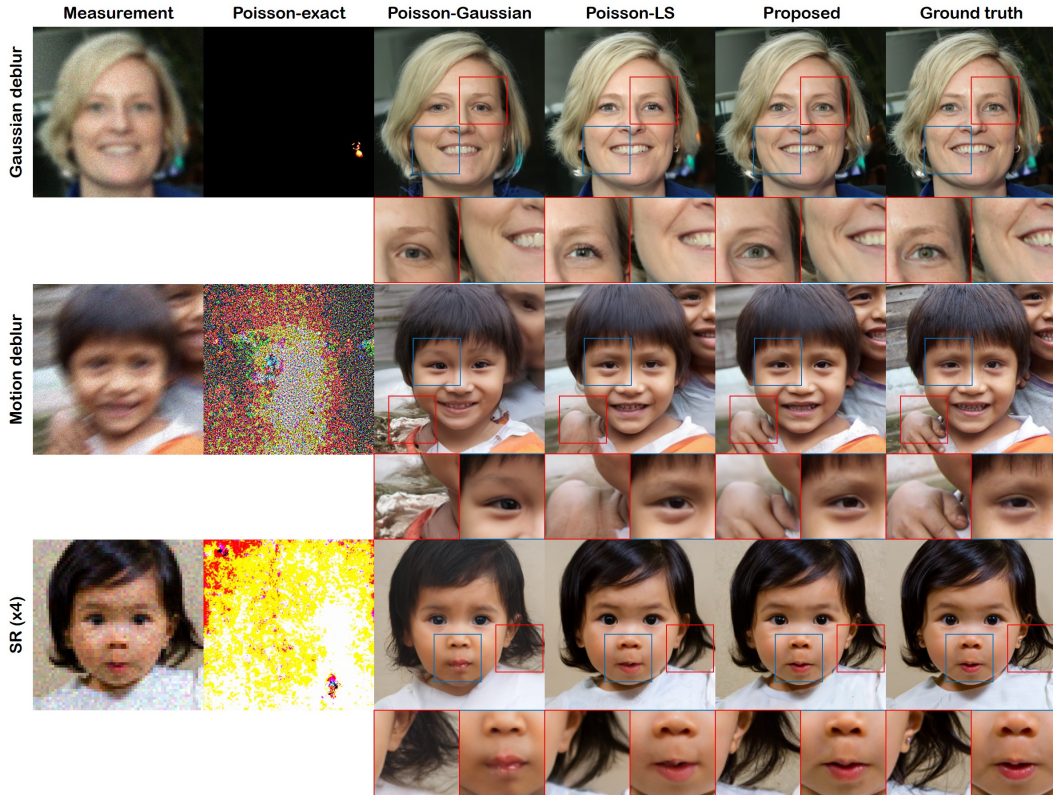 Measurement
Poisson-exact
Poisson-Gaussian
Poisson-LS
Proposed
Ground truth
Gaussian deblur
Motion deblur
SR (x4)